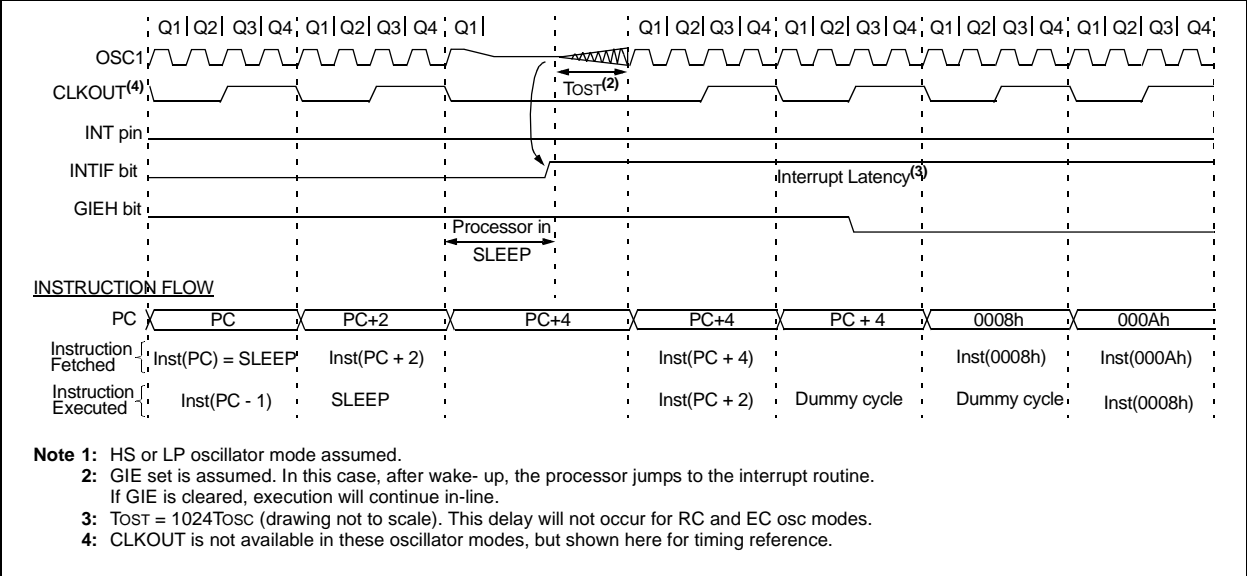 Q1 Q2 Q3 Q4 Q1 Q2 Q3 Q4 Q1 Q1 Q2 Q3 Q4 Q1 Q2 Q3 Q4 Q1 Q2 Q3 Q4 Q1 Q2 Q3 Q4
OSC1
TOST(2)
CLKOUT(4)
INT pin
INTIF bit
Interrupt Latency(3)
GIEH bit
Processor in
SLEEP
INSTRUCTION FLOW
PC PC PC+2 PC+4 PC+4 PC + 4 0008h 000Ah
Instruction
Fetched
Inst(PC) = SLEEP Inst(PC + 2) Inst(PC + 4) Inst(0008h) Inst(000Ah)
Instruction
Executed
Inst(PC - 1) SLEEP Inst(PC + 2) Dummy cycle Dummy cycle Inst(0008h)
Note 1: HS or LP oscillator mode assumed.
2: GIE set is assumed. In this case, after wake- up, the processor jumps to the interrupt routine.
If GIE is cleared, execution will continue in-line.
3: TOST = 1024TOSC (drawing not to scale). This delay will not occur for RC and EC osc modes.
4: CLKOUT is not available in these oscillator modes, but shown here for timing reference.